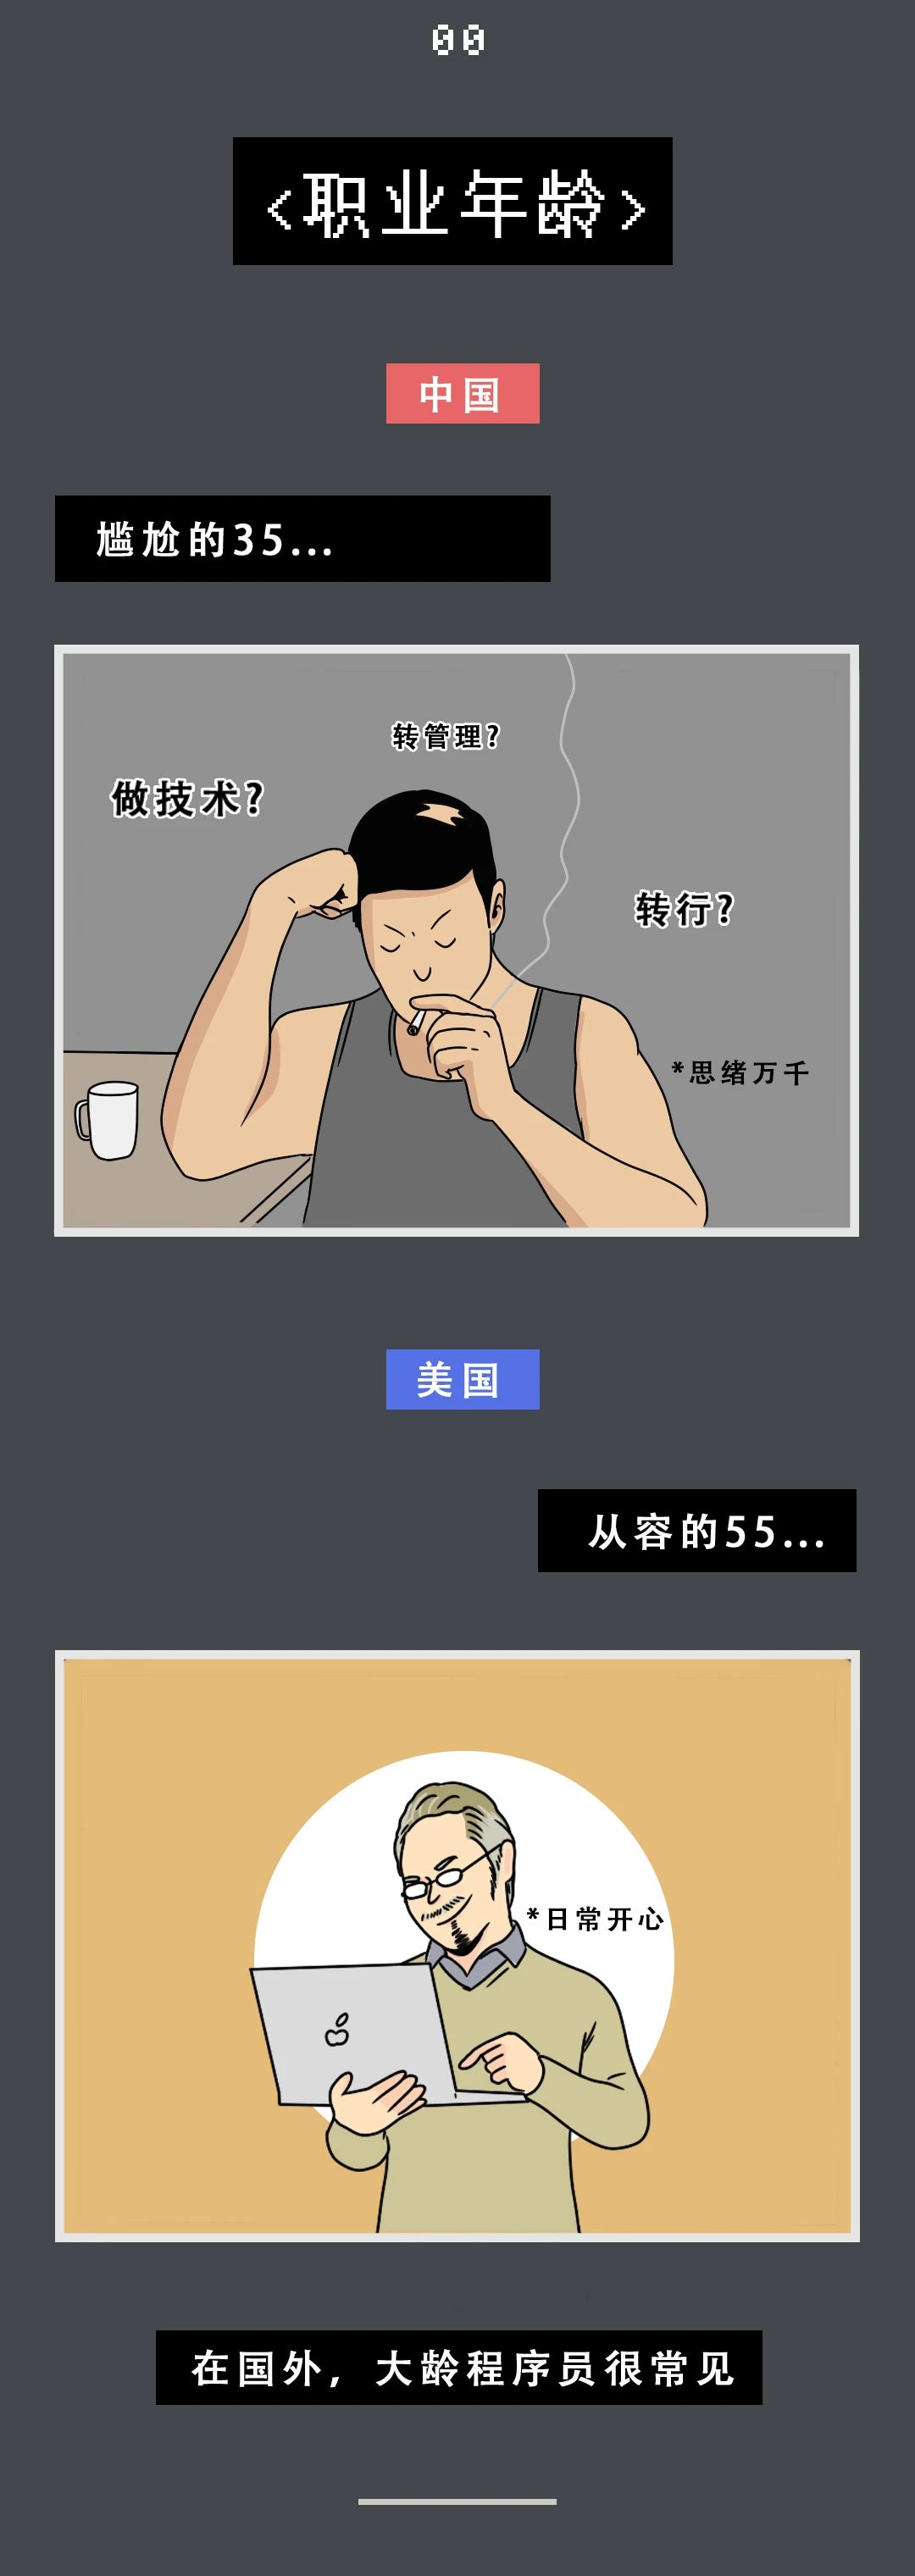 00
<职业年龄>
中国
尴尬的35...
转管理?
做技术?
转行?
*思绪万千
美国
从容的55...
*日常开心
在国外，大龄程序员很常见